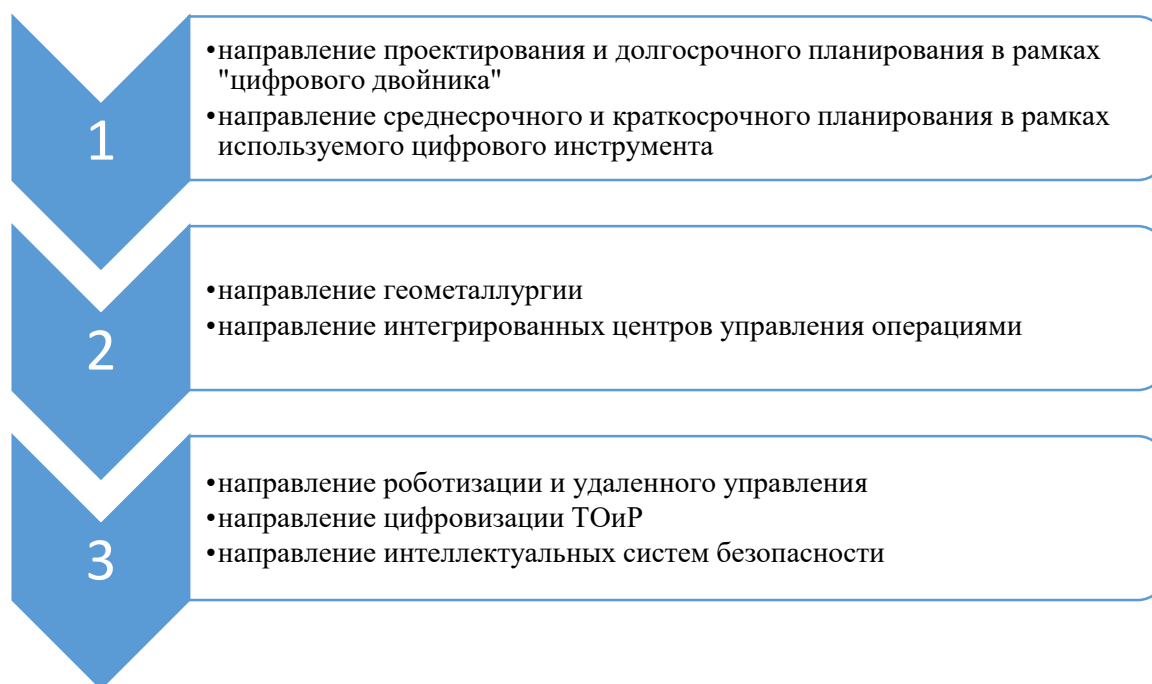 1
•направление проектирования и долгосрочного планирования в рамках
"цифрового двойника"
•направление среднесрочного и краткосрочного планирования в рамках
используемого цифрового инструмента
2
•направление геометаллургии
•направление интегрированных центров управления операциями
3
•направление роботизации и удаленного управления
•направление цифровизации ТОиР
•направление интеллектуальных систем безопасности